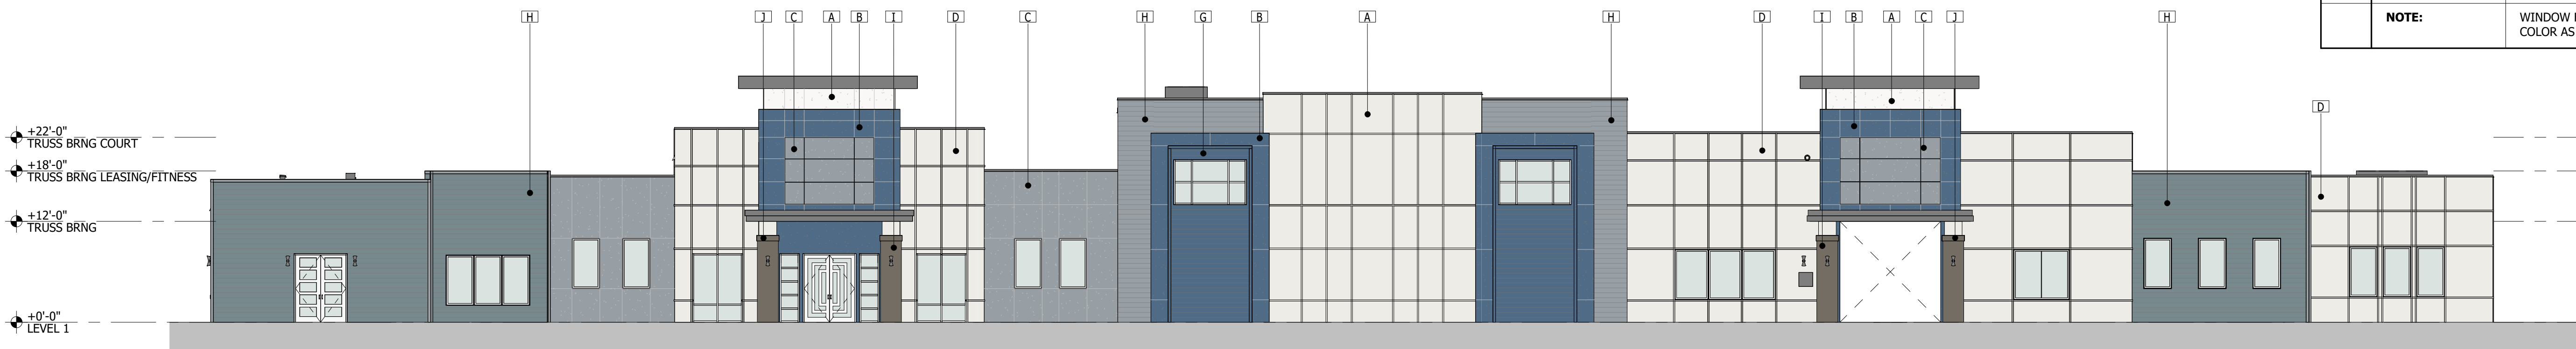 H J C A B I D C H G B A H D I B A C J H
NOTE:
WINDOW
COLOR AS
D
+22'-0"
TRUSS BRNG COURT
+18'-0"
TRUSS BRNG LEASING/FITNESS
+12'-0"
TRUSS BRNG
+0'-0"
LEVEL 1